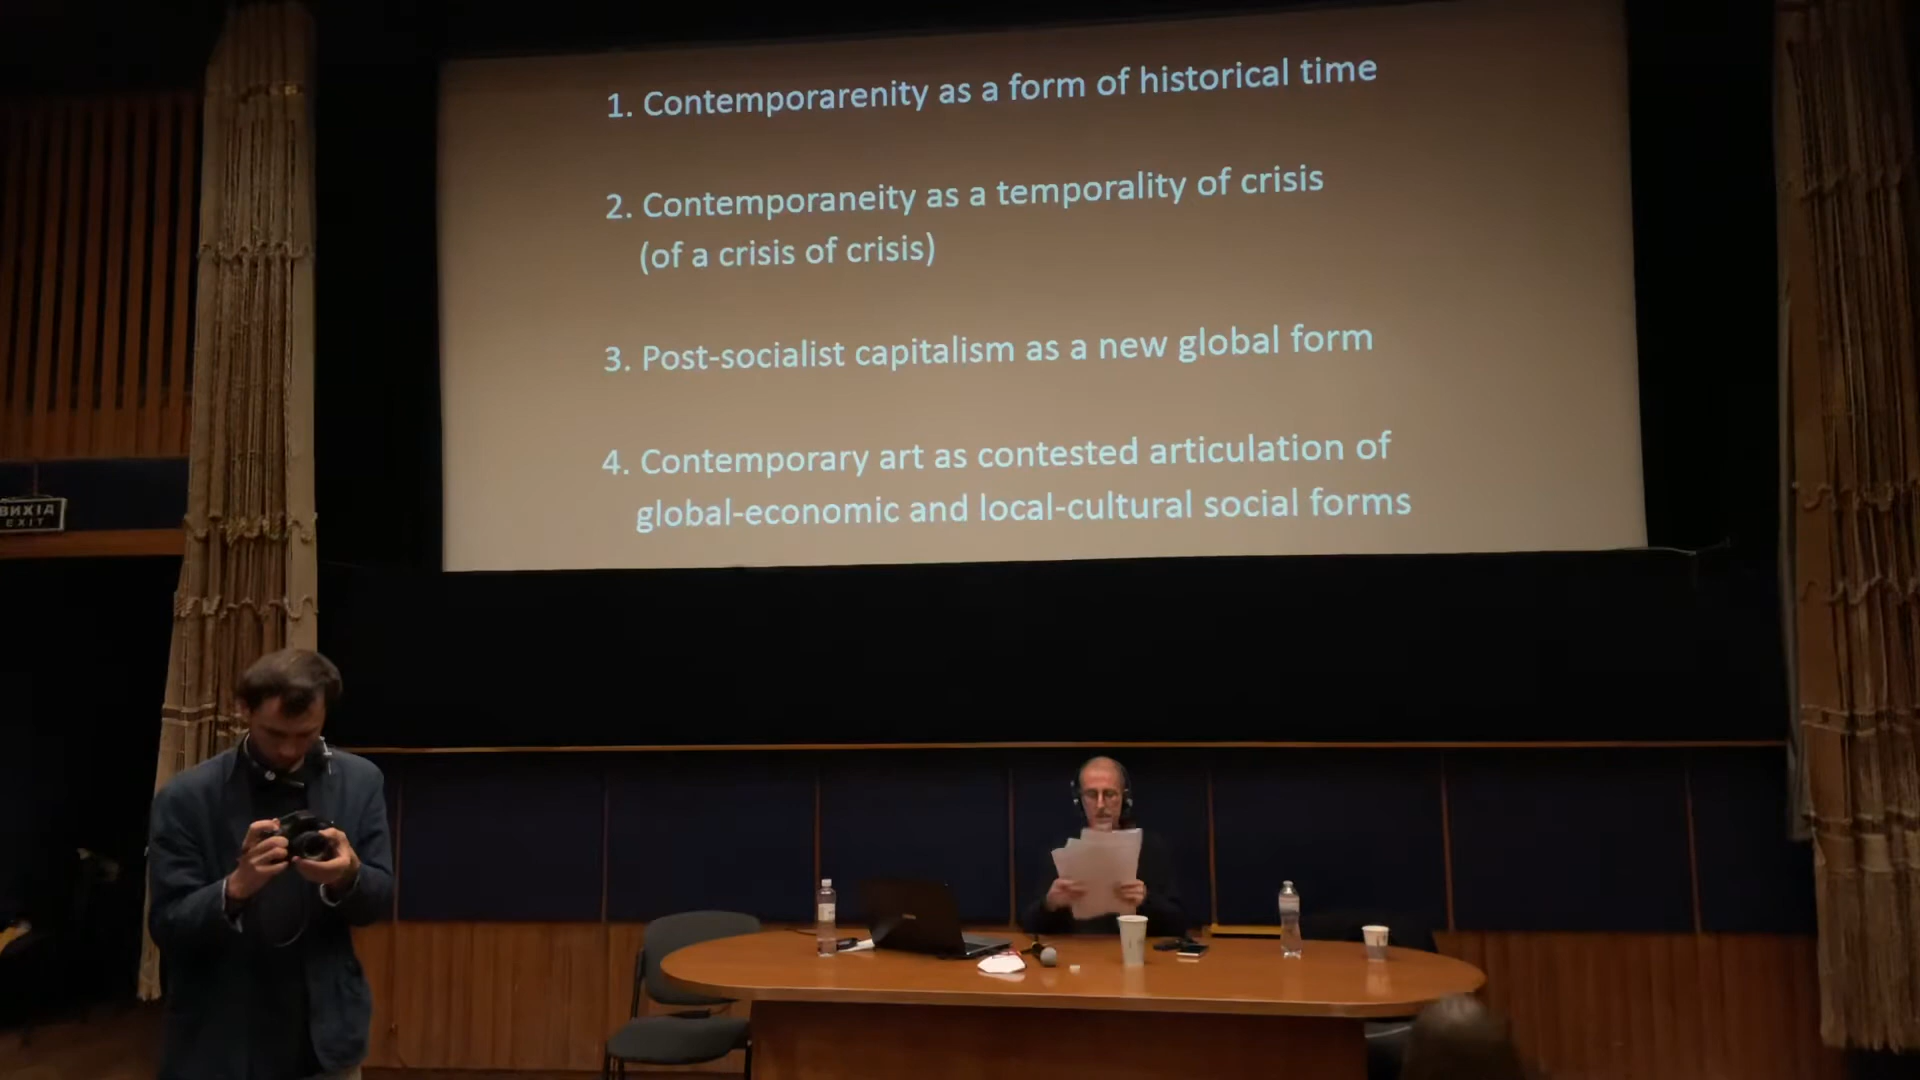 1. Contemporarenity as a form of historical time
2. Contemporaneity as a temporality of crisis
(of a crisis of crisis)
3. Post-socialist capitalism as a new global form
4. Contemporary art as contested articulation of
global-economic and local-cultural social forms
ВИХІД
EXIT